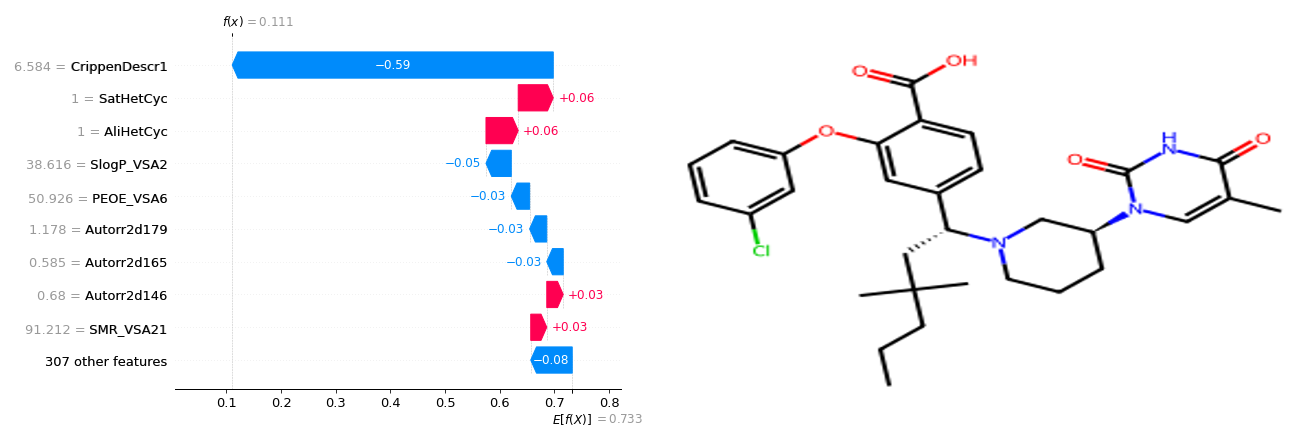 f(x) = 0.111
6.584 = CrippenDescr1
−0.59
1 = SatHetCyc
+0.06
1 = AliHetCyc
+0.06
38.616 = SlogP_VSA2
−0.05
50.926 = PEOE_VSA6
−0.03
1.178 = Autorr2d179
−0.03
0.585 = Autorr2d165
−0.03
0.68 = Autorr2d146
+0.03
91.212 = SMR_VSA21
+0.03
307 other features
−0.08
0.1 0.2 0.3 0.4 0.5 0.6 0.7 0.8
E[f(X)] = 0.733
O
OH
O
Cl
N
N
O
H
N
O